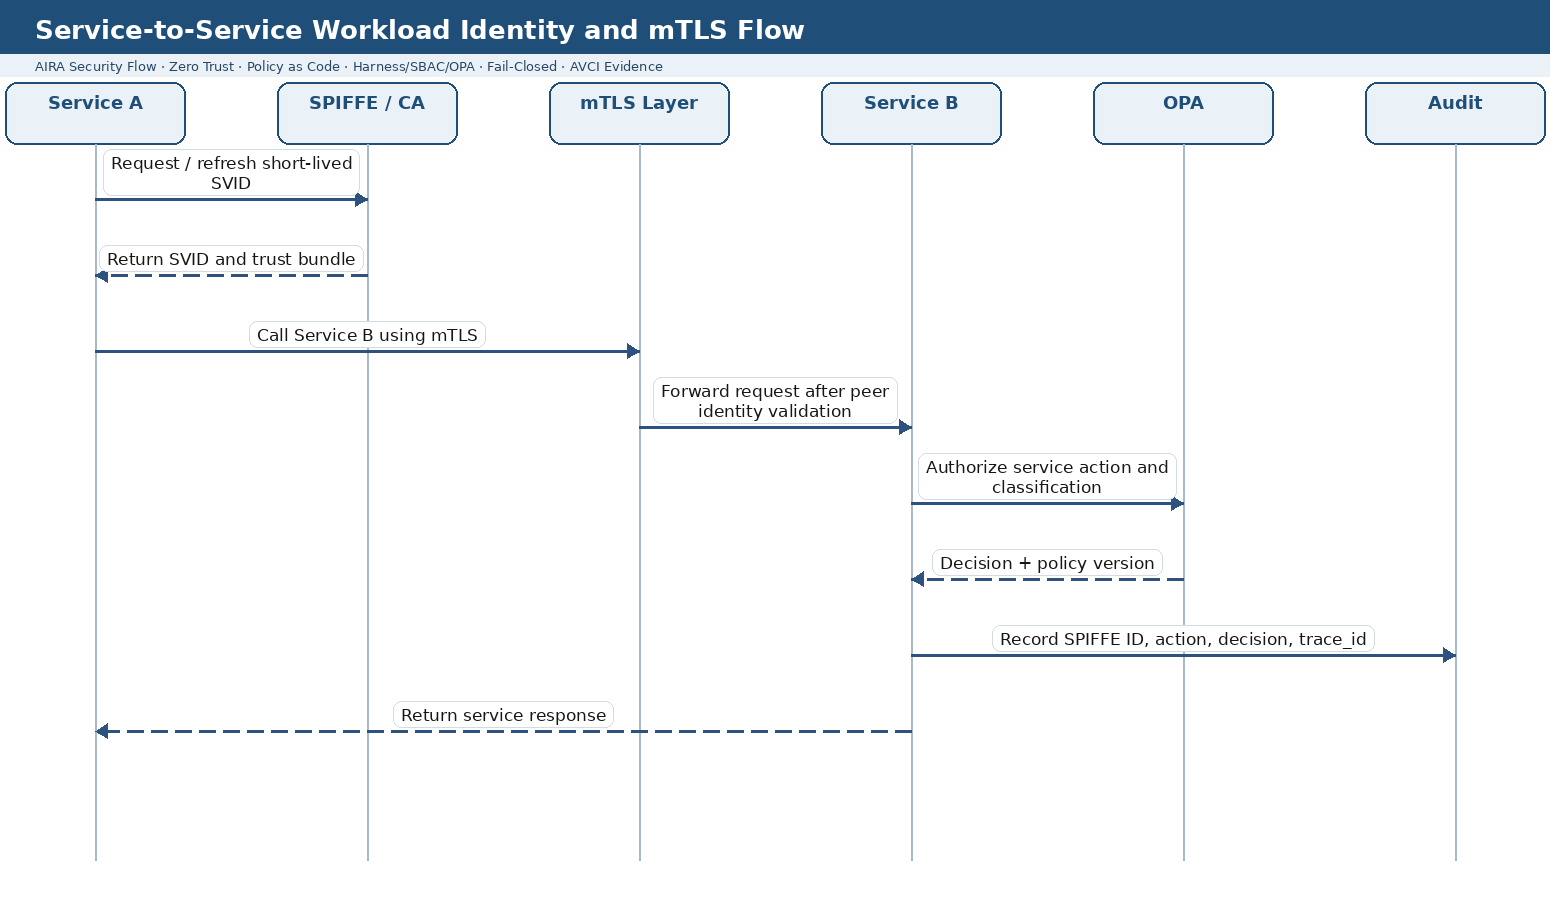 Service-to-Service Workload Identity and mTLS Flow
AIRA Security Flow · Zero Trust · Policy as Code · Harness/SBAC/OPA · Fail-Closed · AVCI Evidence
Service A
SPIFFE / CA
mTLS Layer
Service B
OPA
Audit
Request / refresh short-lived
SVID
Return SVID and trust bundle
Call Service B using mTLS
Forward request after peer
identity validation
Authorize service action and
classification
Decision + policy version
Record SPIFFE ID, action, decision, trace_id
Return service response